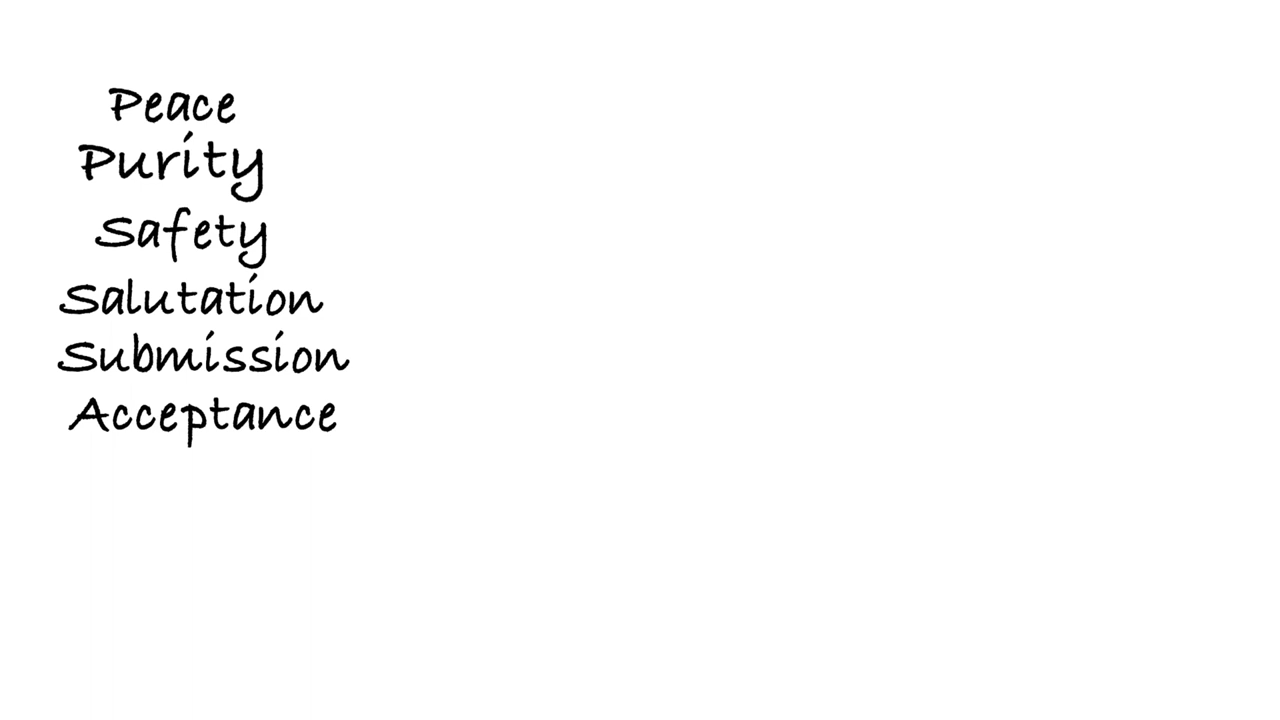 Peace
Purity
Safety
Salutation
Submission
Acceptance